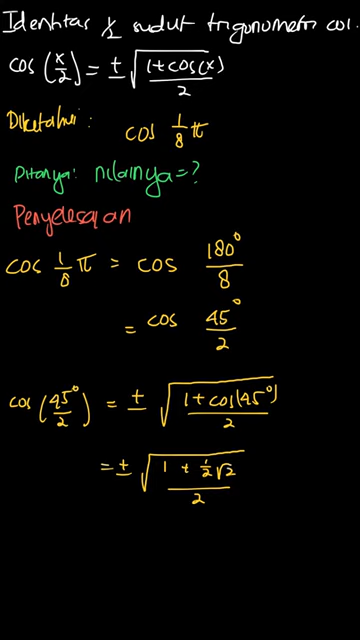 Identitas ½ sudut trigonometri cos.
cos(x/2) = ± √((1+cos(x))/2)
Diketahui: cos 1/8 π
Ditanya: nilainya = ?
Penyelesaian
cos 1/8 π = cos 180°/8
= cos 45°/2
cos(45°/2) = ± √((1+cos(45°))/2)
= ± √((1 + ½√2)/2)